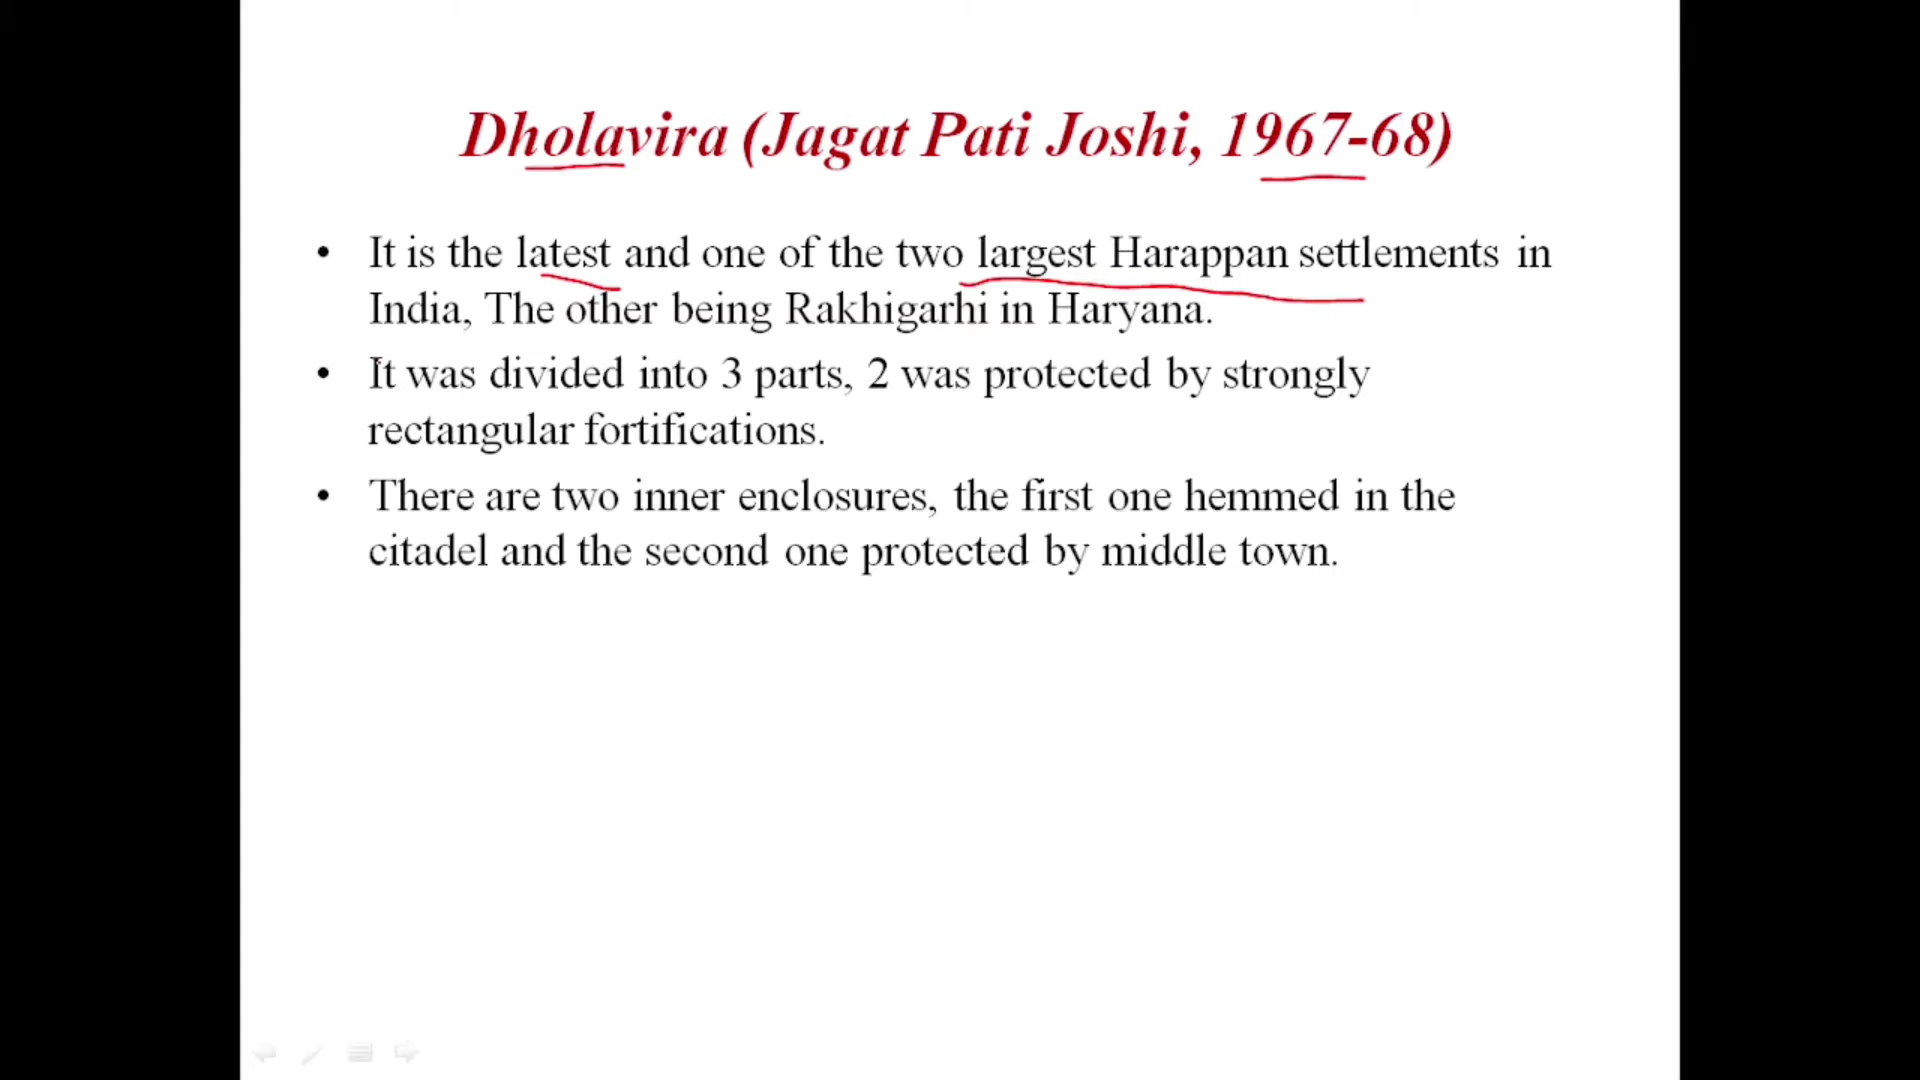 Dholavira (Jagat Pati Joshi, 1967-68)
• It is the latest and one of the two largest Harappan settlements in
India, The other being Rakhigarhi in Haryana.
• It was divided into 3 parts, 2 was protected by strongly
rectangular fortifications.
• There are two inner enclosures, the first one hemmed in the
citadel and the second one protected by middle town.